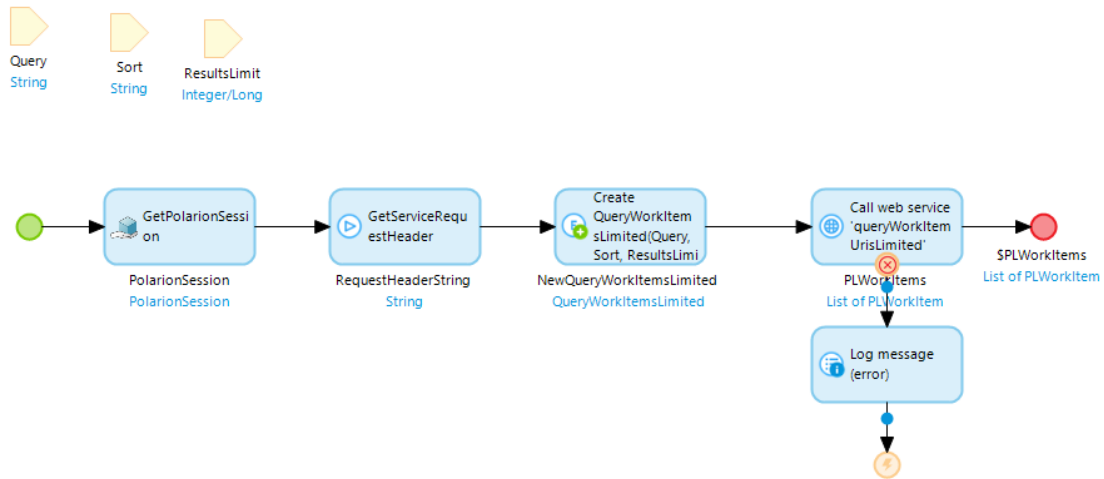 Query
String
Sort
String
ResultsLimit
Integer/Long
GetPolarionSessi
on
PolarionSession
PolarionSession
GetServiceRequ
estHeader
RequestHeaderString
String
Create
QueryWorkItem
sLimited(Query,
Sort, ResultsLimi
NewQueryWorkItemsLimited
QueryWorkItemsLimited
Call web service
'queryWorkItem
UrisLimited'
PLWorkItems
List of PLWorkItem
$PLWorkItems
List of PLWorkItem
Log message
(error)